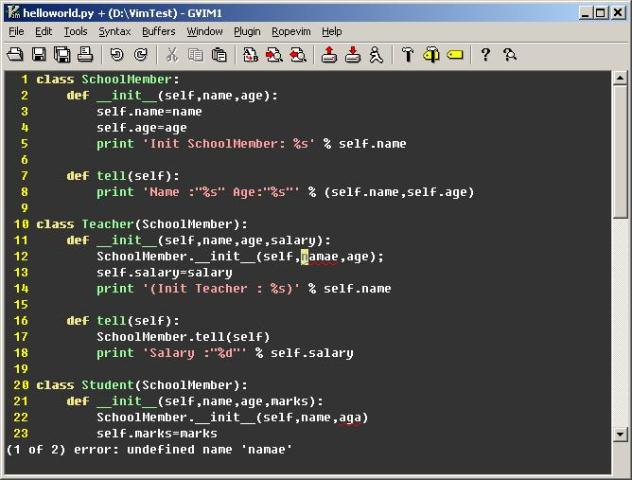 helloworld.py + (D:\VimTest) - GVIM1
File Edit Tools Syntax Buffers Window Plugin Ropevim Help
1 class SchoolMember:
2     def __init__(self,name,age):
3         self.name=name
4         self.age=age
5         print 'Init SchoolMember: %s' % self.name
6
7     def tell(self):
8         print 'Name :"%s" Age:"%s"' % (self.name,self.age)
9
10 class Teacher(SchoolMember):
11     def __init__(self,name,age,salary):
12         SchoolMember.__init__(self,namae,age);
13         self.salary=salary
14         print '(Init Teacher : %s)' % self.name
15
16     def tell(self):
17         SchoolMember.tell(self)
18         print 'Salary :"%d"' % self.salary
19
20 class Student(SchoolMember):
21     def __init__(self,name,age,marks):
22         SchoolMember.__init__(self,name,aga)
23         self.marks=marks
(1 of 2) error: undefined name 'namae'